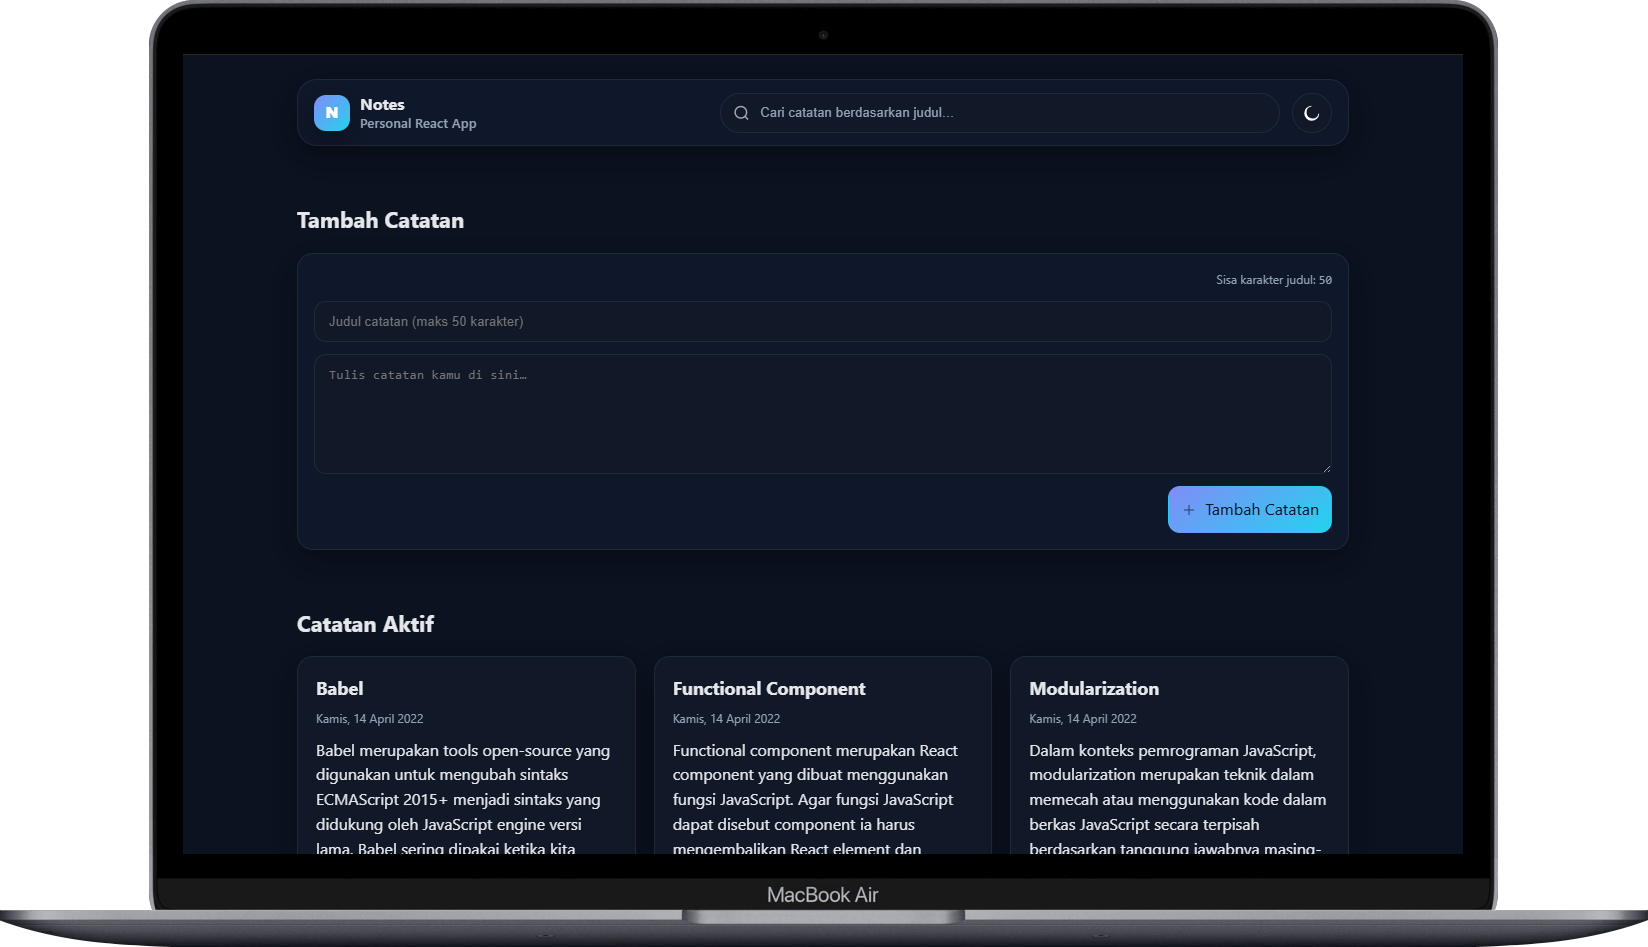 N
Notes
Personal React App
Cari catatan berdasarkan judul...
Tambah Catatan
Sisa karakter judul: 50
Judul catatan (maks 50 karakter)
Tulis catatan kamu di sini…
+ Tambah Catatan
Catatan Aktif
Babel
Kamis, 14 April 2022
Babel merupakan tools open-source yang
digunakan untuk mengubah sintaks
ECMAScript 2015+ menjadi sintaks yang
didukung oleh JavaScript engine versi
lama. Babel sering dipakai ketika kita
Functional Component
Kamis, 14 April 2022
Functional component merupakan React
component yang dibuat menggunakan
fungsi JavaScript. Agar fungsi JavaScript
dapat disebut component ia harus
mengembalikan React element dan
Modularization
Kamis, 14 April 2022
Dalam konteks pemrograman JavaScript,
modularization merupakan teknik dalam
memecah atau menggunakan kode dalam
berkas JavaScript secara terpisah
berdasarkan tanggung jawabnya masing-
MacBook Air